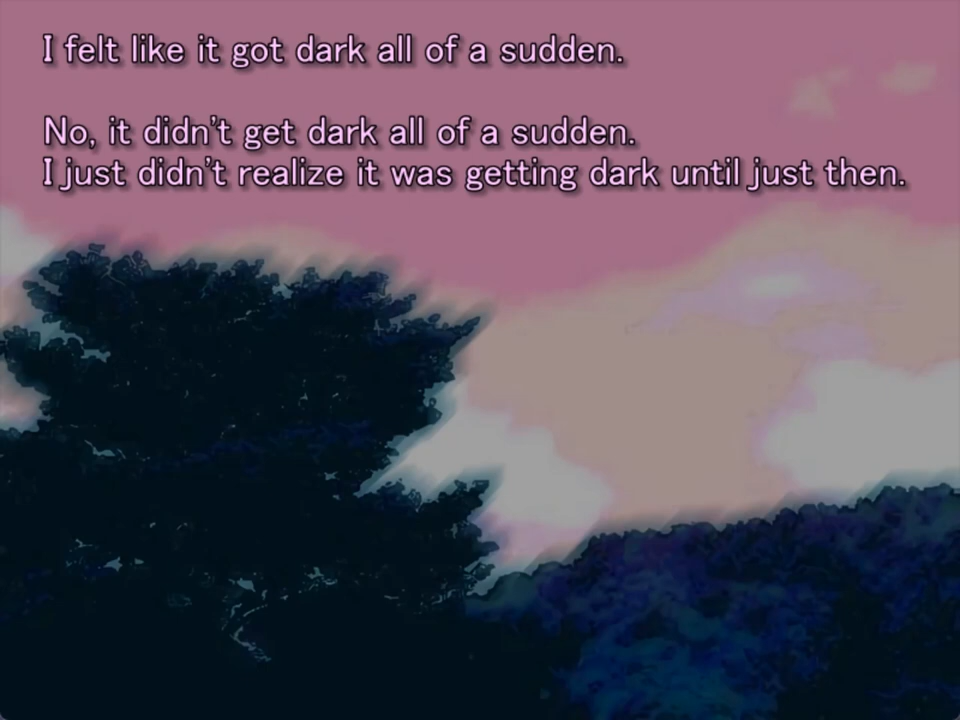 I felt like it got dark all of a sudden.
No, it didn't get dark all of a sudden.
I just didn't realize it was getting dark until just then.